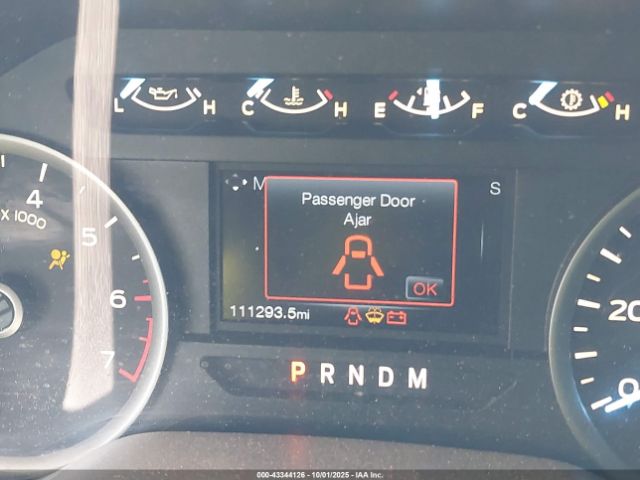 L H C H E F C H
M S
Passenger Door
Ajar
OK
111293.5mi
4
X 1000
5
6
7
20
0
P R N D M
000-43344126 - 10/01/2025 - IAA Inc.